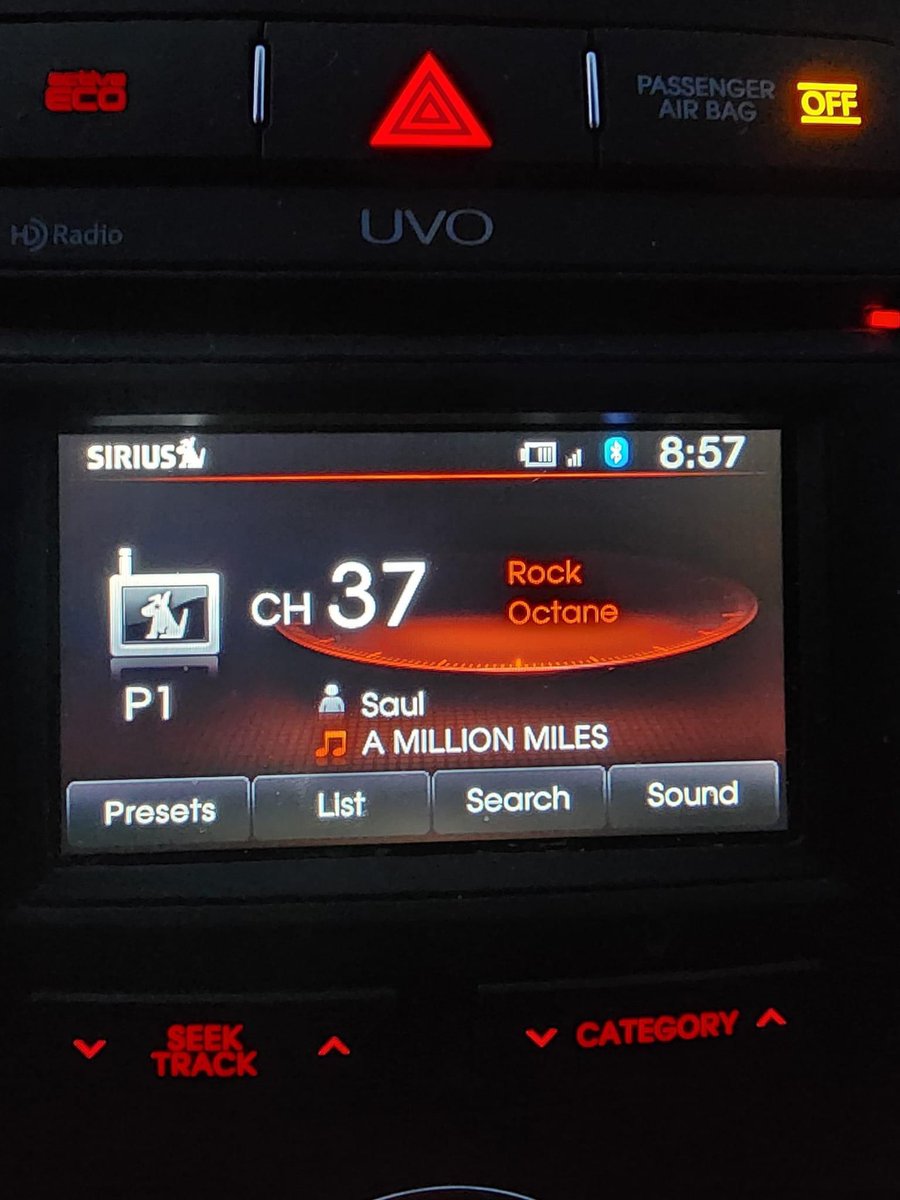 active
ECO
PASSENGER
AIR BAG
OFF
HD Radio
UVO
SIRIUS
8:57
CH 37
Rock
Octane
P1
Saul
A MILLION MILES
Presets
List
Search
Sound
SEEK
TRACK
CATEGORY